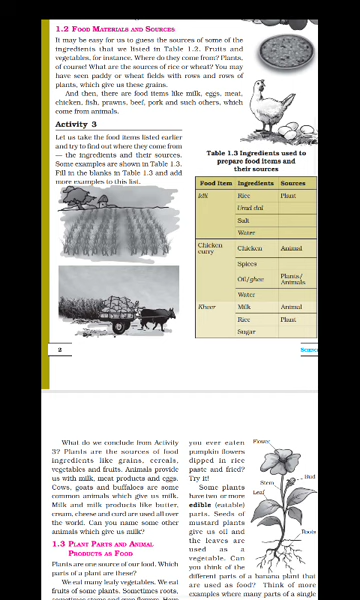 1.2 FOOD MATERIALS AND SOURCES
It may be easy for us to guess the sources of some of the
ingredients that we listed in Table 1.2. Fruits and
vegetables, for instance. Where do they come from? Plants,
of course! What are the sources of rice or wheat? You may
have seen paddy or wheat fields with rows and rows of
plants, which give us these grains.
And then, there are food items like milk, eggs, meat,
chicken, fish, prawns, beef, pork and such others, which
come from animals.
Activity 3
Let us take the food items listed earlier
and try to find out where they come from
— the ingredients and their sources.
Some examples are shown in Table 1.3.
Fill in the blanks in Table 1.3 and add
more examples to this list.
Table 1.3 Ingredients used to
prepare food items and
their sources
Food Item Ingredients Sources
Idli Rice Plant
Urad dal
Salt
Water
Chicken curry Chicken Animal
Spices
Oil/ghee Plants/
Animals
Water
Kheer Milk Animal
Rice Plant
Sugar
2
What do we conclude from Activity
3? Plants are the sources of food
ingredients like grains, cereals,
vegetables and fruits. Animals provide
us with milk, meat products and eggs.
Cows, goats and buffaloes are some
common animals which give us milk.
Milk and milk products like butter,
cream, cheese and curd are used all over
the world. Can you name some other
animals which give us milk?
1.3 PLANT PARTS AND ANIMAL
PRODUCTS AS FOOD
Plants are one source of our food. Which
parts of a plant are these?
We eat many leafy vegetables. We eat
fruits of some plants. Sometimes roots,
sometimes stems and even flowers. Have
you ever eaten
pumpkin flowers
dipped in rice
paste and fried?
Try it!
Some plants
have two or more
edible (eatable)
parts. Seeds of
mustard plants
give us oil and
the leaves are
used as a
vegetable. Can
you think of the
different parts of a banana plant that
are used as food? Think of more
examples where many parts of a single
Flower
Bud
Stem
Leaf
Roots